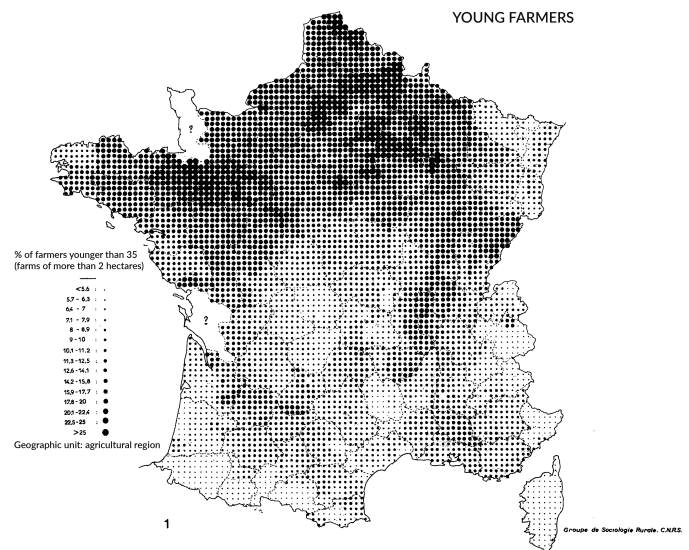 YOUNG FARMERS
?
% of farmers younger than 35
(farms of more than 2 hectares)
<5.6 :
5.7 - 6,3 :
6,4 - 7 :
7.1 - 7,9 :
8 - 8,9 :
9 - 10 :
10,1 - 11,2 :
11,3 - 12,5 :
12,6 - 14,1 :
14,2 - 15,8 :
15,9 - 17,7 :
17,8 - 20 :
20,1 - 22,4 :
22,5 - 25 :
>25 :
?
Geographic unit: agricultural region
1
Groupe de Sociologie Rurale. C.N.R.S.